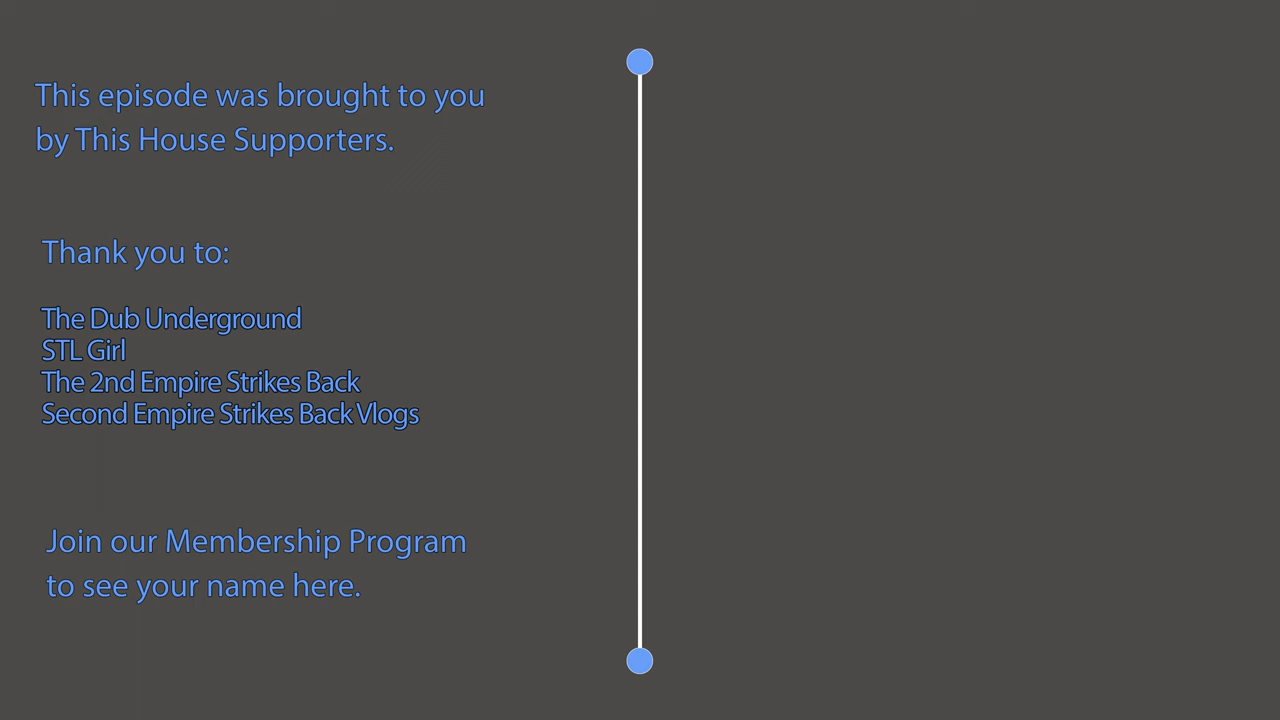 This episode was brought to you
by This House Supporters.
Thank you to:
The Dub Underground
STL Girl
The 2nd Empire Strikes Back
Second Empire Strikes Back Vlogs
Join our Membership Program
to see your name here.